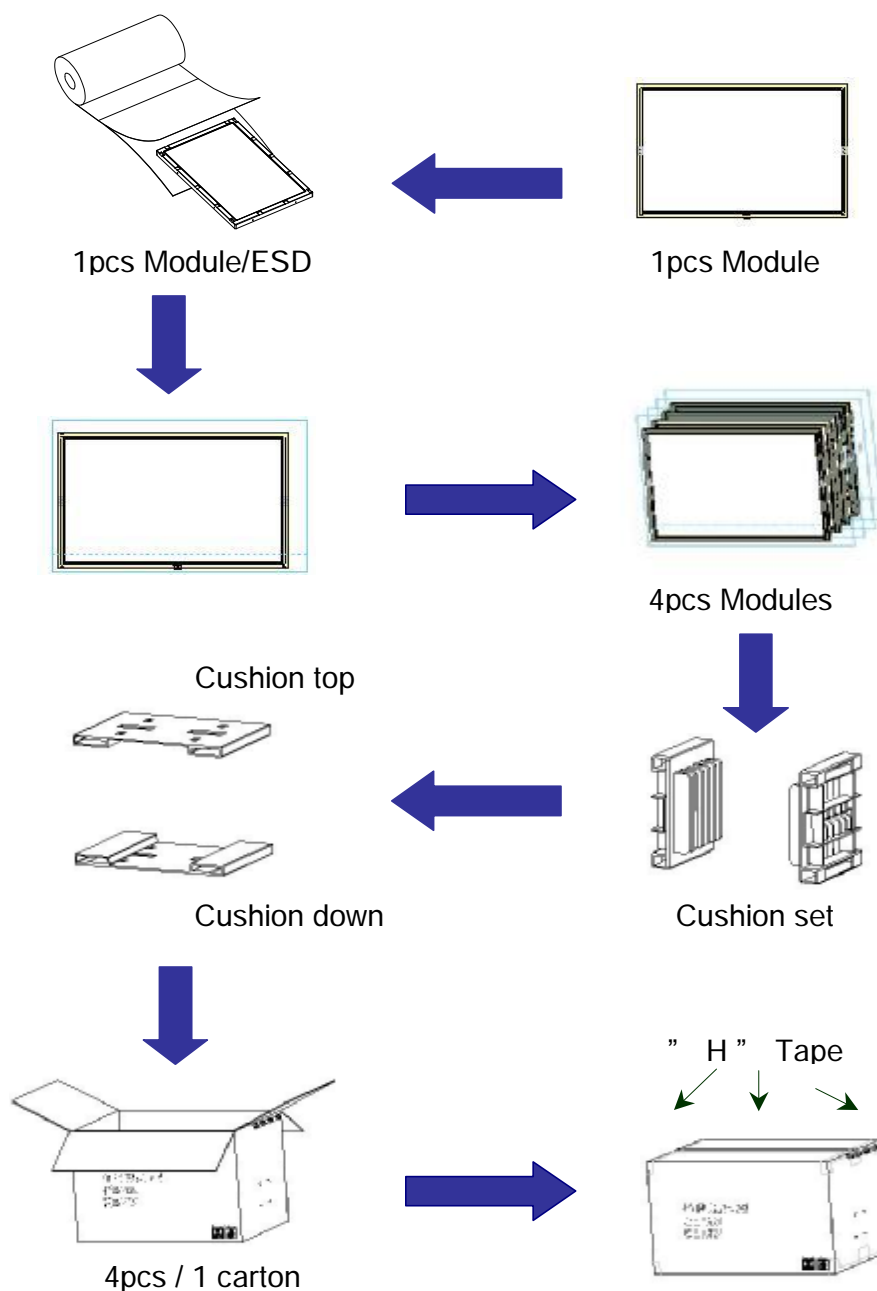 1pcs Module/ESD
1pcs Module
4pcs Modules
Cushion top
Cushion down
Cushion set
” H ” Tape
4pcs / 1 carton